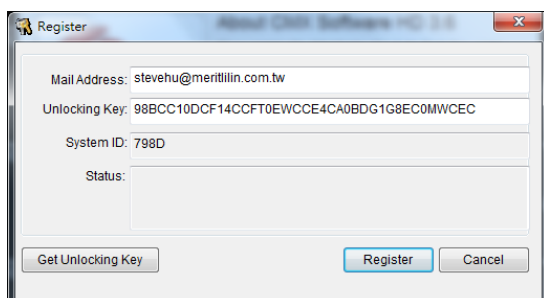 Register
About CMX Software HD 3.6
Mail Address: stevehu@meritlilin.com.tw
Unlocking Key: 98BCC10DCF14CCFT0EWCCE4CA0BDG1G8EC0MWCEC
System ID: 798D
Status:
Get Unlocking Key Register Cancel